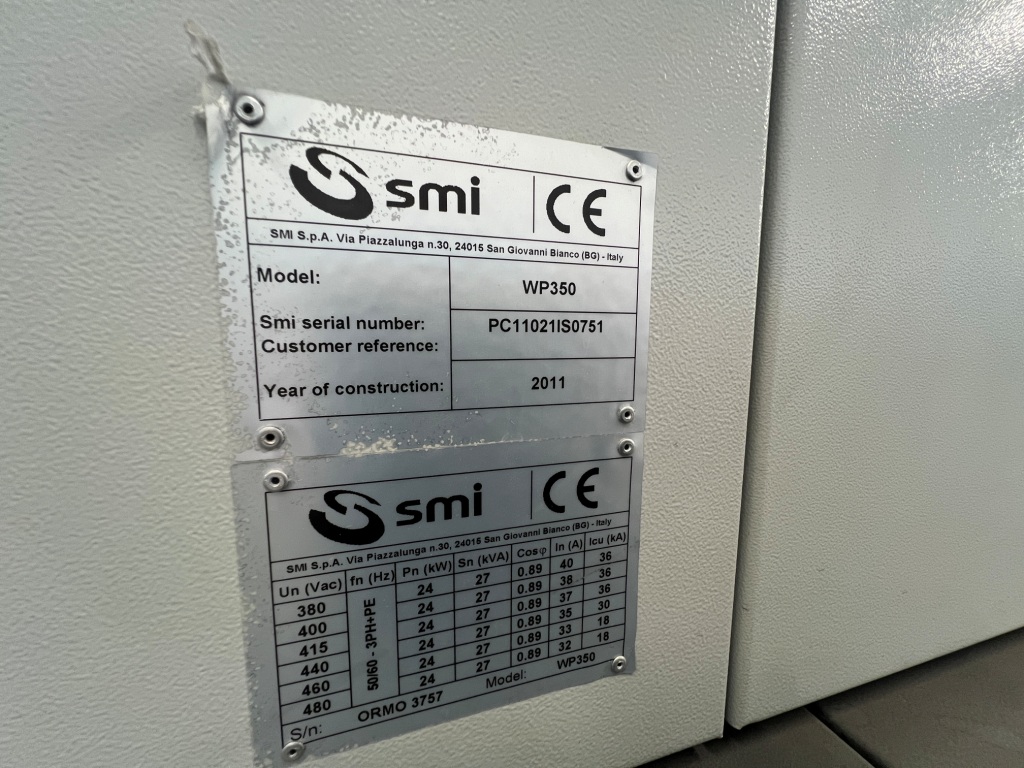 smi CE
SMI S.p.A. Via Piazzalunga n.30, 24015 San Giovanni Bianco (BG) - Italy
Model: WP350
Smi serial number: PC11021IS0751
Customer reference:
Year of construction: 2011
smi CE
SMI S.p.A. Via Piazzalunga n.30, 24015 San Giovanni Bianco (BG) - Italy
Un (Vac) fn (Hz) Pn (kW) Sn (kVA) Cosφ In (A) Icu (kA)
380 24 27 0.89 40 36
400 24 27 0.89 38 36
415 24 27 0.89 37 36
440 24 27 0.89 35 30
460 24 27 0.89 33 18
480 24 27 0.89 32 18
50/60 - 3PH+PE
S/n: ORMO 3757 Model: WP350